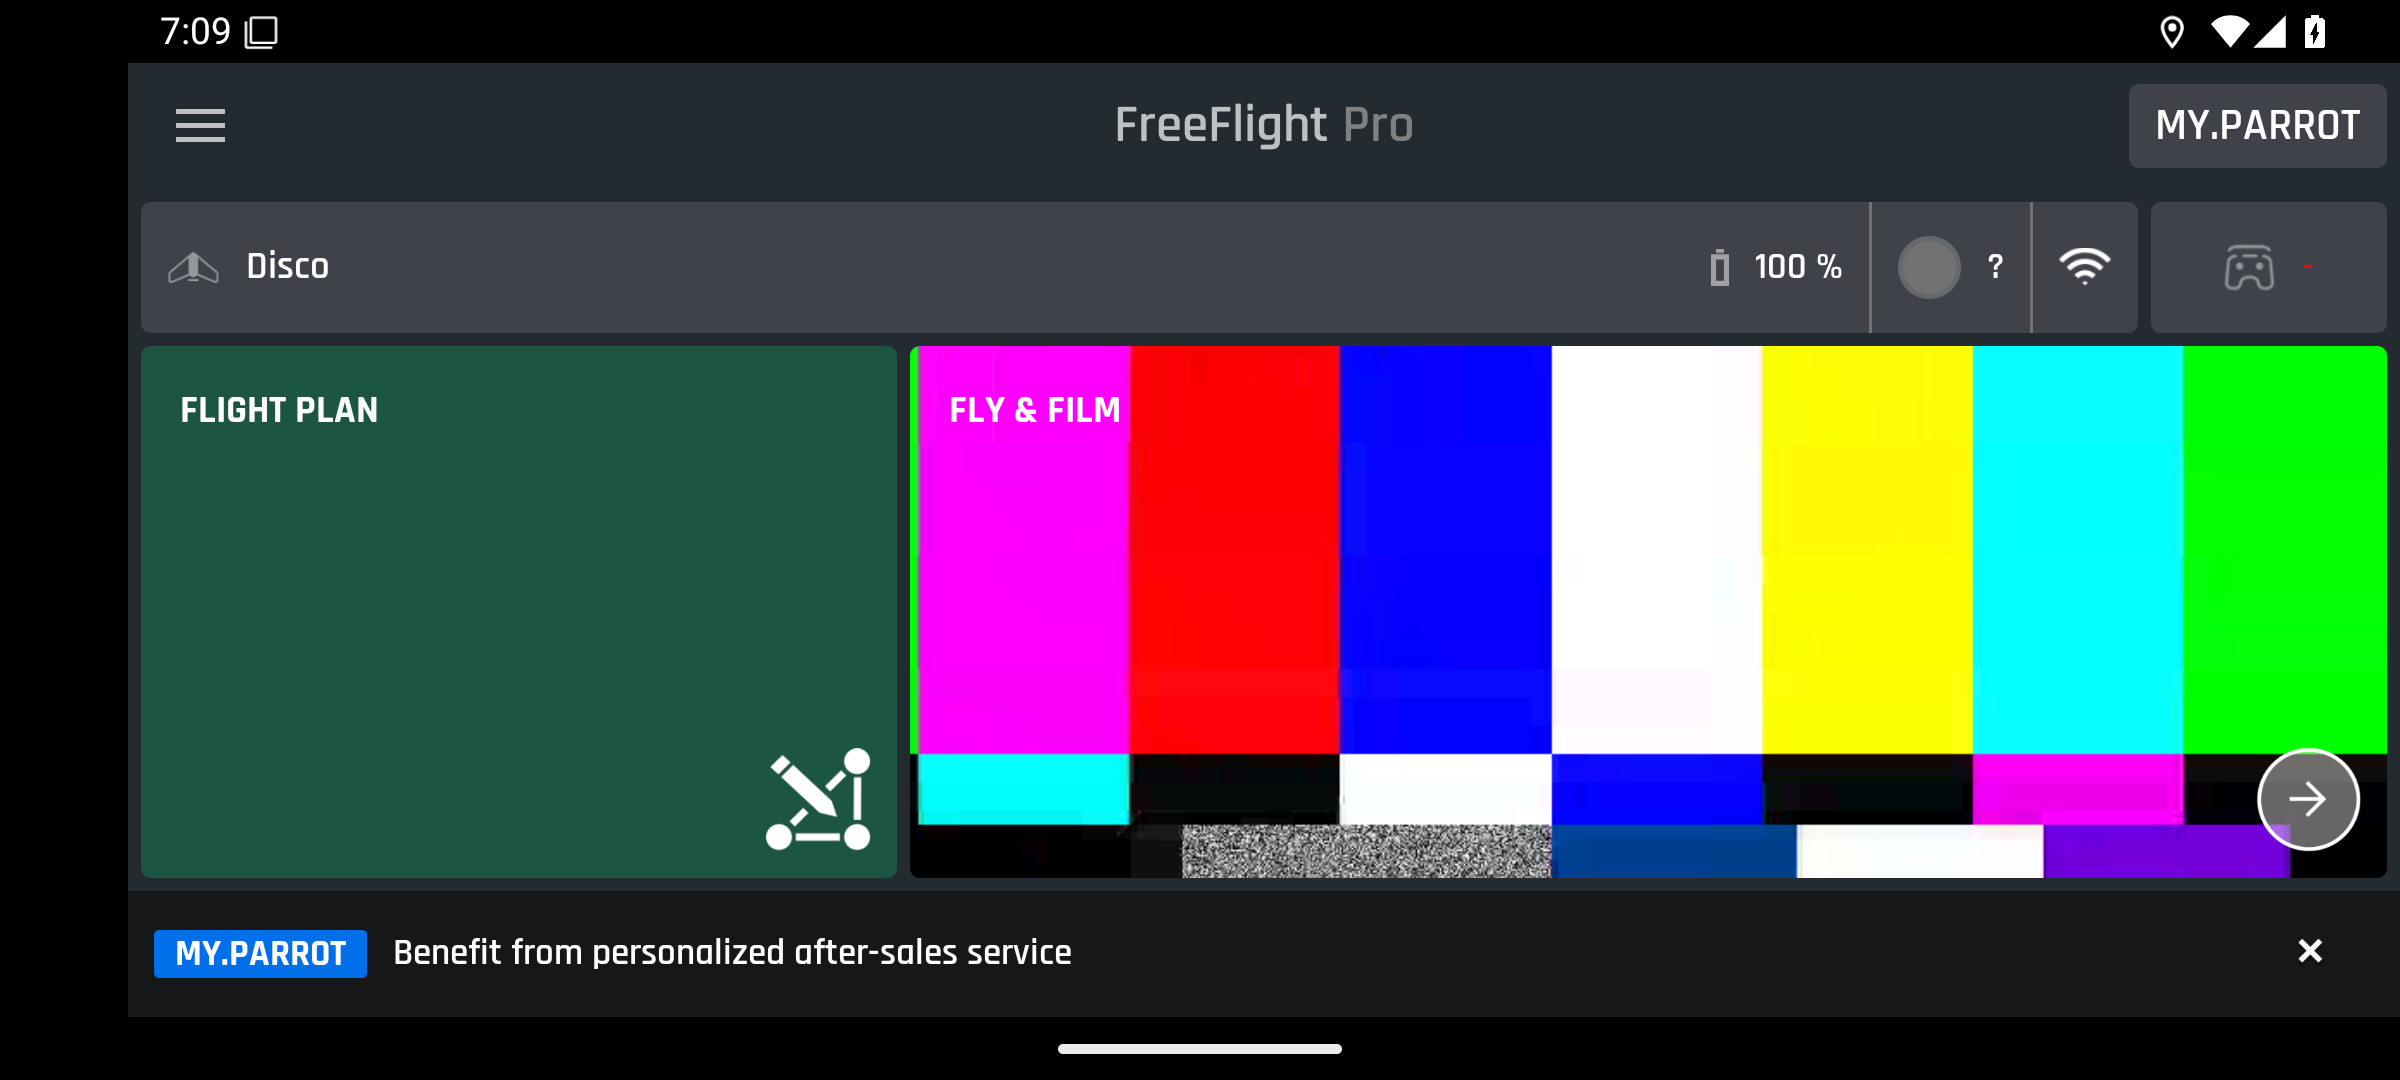 7:09
FreeFlight Pro
MY.PARROT
Disco
100 %
?
-
FLIGHT PLAN
FLY & FILM
MY.PARROT Benefit from personalized after-sales service